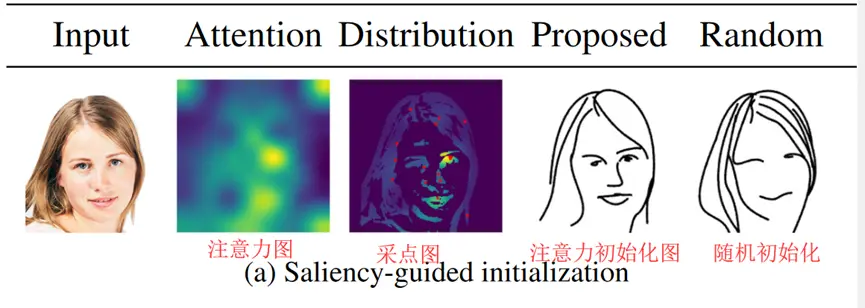 Input Attention Distribution Proposed Random
注意力图 采点图 注意力初始化图 随机初始化
(a) Saliency-guided initialization